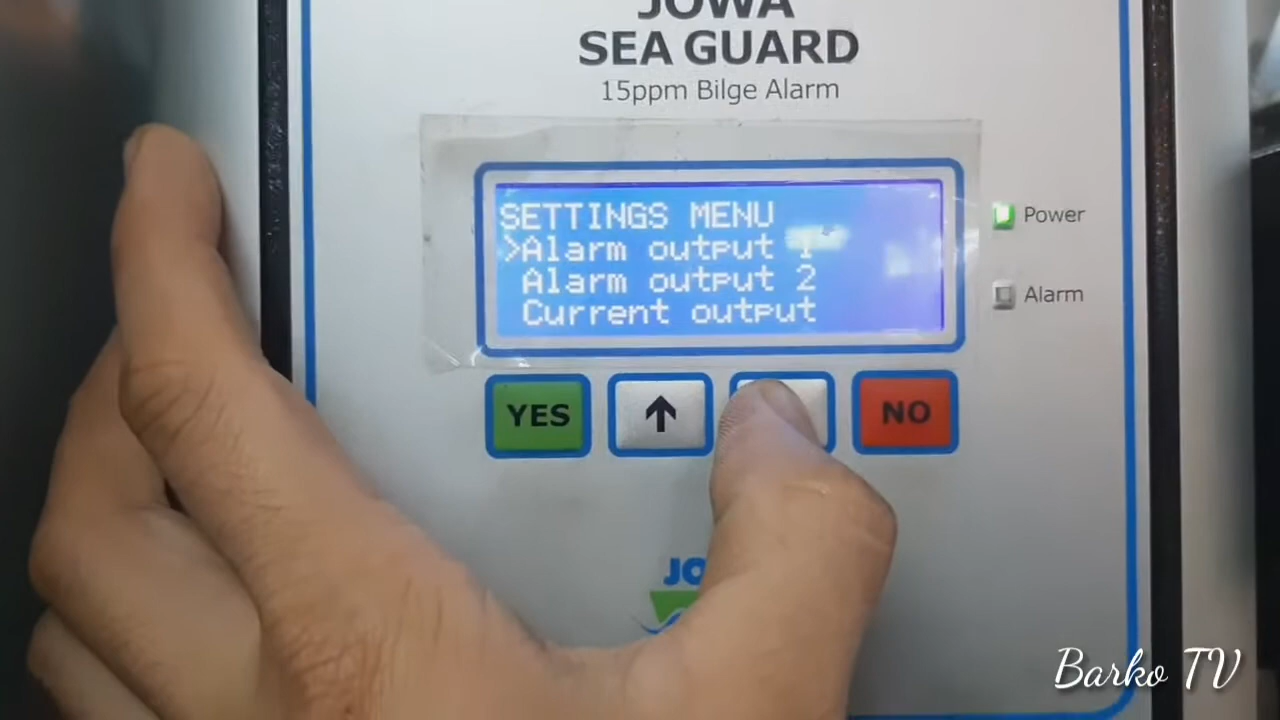 JOWA
SEA GUARD
15ppm Bilge Alarm
SETTINGS MENU
>Alarm output 1
Alarm output 2
Current output
Power
Alarm
YES
↑
NO
JO
Barko TV